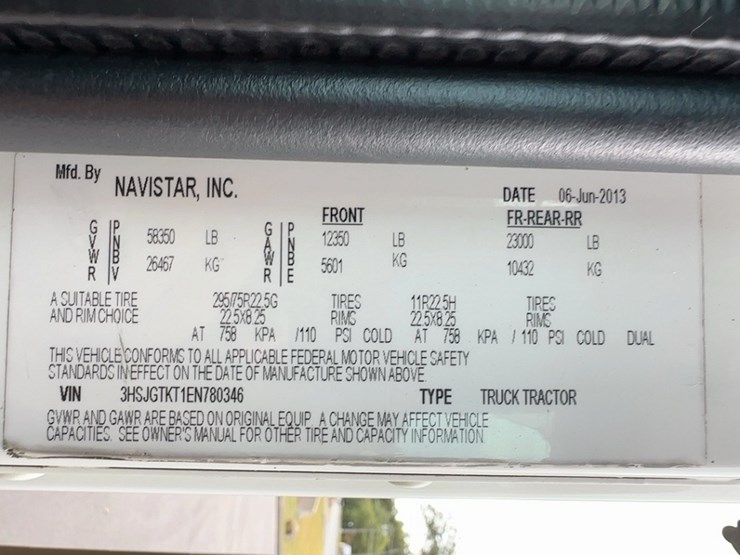 Mfd. By
NAVISTAR, INC.
DATE 06-Jun-2013
FRONT FR-REAR-RR
GVWR PNBV 58350 LB GAWR PNBE 12350 LB 23000 LB
26467 KG 5601 KG 10432 KG
A SUITABLE TIRE 295/75R22.5G TIRES 11R22.5H TIRES
AND RIM CHOICE 22.5X8.25 RIMS 22.5X8.25 RIMS
AT 758 KPA /110 PSI COLD AT 758 KPA / 110 PSI COLD DUAL
THIS VEHICLE CONFORMS TO ALL APPLICABLE FEDERAL MOTOR VEHICLE SAFETY
STANDARDS IN EFFECT ON THE DATE OF MANUFACTURE SHOWN ABOVE.
VIN 3HSJGTKT1EN780346 TYPE TRUCK TRACTOR
GVWR AND GAWR ARE BASED ON ORIGINAL EQUIP. A CHANGE MAY AFFECT VEHICLE
CAPACITIES. SEE OWNER'S MANUAL FOR OTHER TIRE AND CAPACITY INFORMATION.